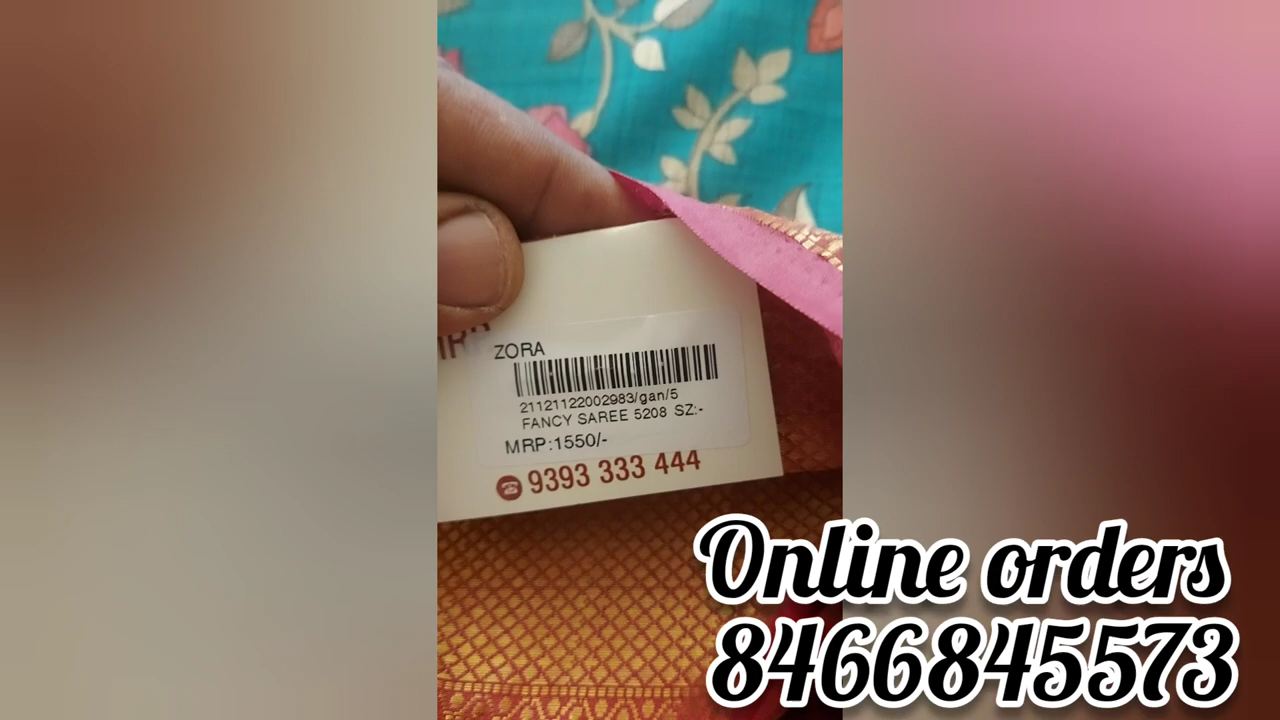 ZORA
21121122002983/gan/5
FANCY SAREE 5208 SZ:-
MRP:1550/-
9393 333 444
Online orders
8466845573